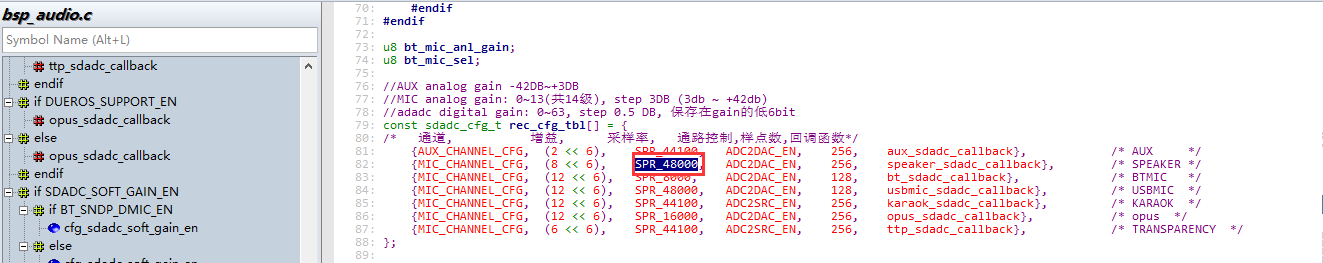 bsp_audio.c
Symbol Name (Alt+L)
ttp_sdadc_callback
endif
if DUEROS_SUPPORT_EN
opus_sdadc_callback
else
opus_sdadc_callback
endif
if SDADC_SOFT_GAIN_EN
if BT_SNDP_DMIC_EN
cfg_sdadc_soft_gain_en
else
70: #endif
71: #endif
72:
73: u8 bt_mic_anl_gain;
74: u8 bt_mic_sel;
75:
76: //AUX analog gain -42DB~+3DB
77: //MIC analog gain: 0~13(共14级), step 3DB (3db ~ +42db)
78: //adadc digital gain: 0~63, step 0.5 DB, 保存在gain的低6bit
79: const sdadc_cfg_t rec_cfg_tbl[] = {
80: /* 通道, 增益, 采样率, 通路控制,样点数,回调函数*/
81: {AUX_CHANNEL_CFG, (2 << 6), SPR_44100, ADC2DAC_EN, 256, aux_sdadc_callback}, /* AUX */
82: {MIC_CHANNEL_CFG, (8 << 6), SPR_48000, ADC2DAC_EN, 256, speaker_sdadc_callback}, /* SPEAKER */
83: {MIC_CHANNEL_CFG, (12 << 6), SPR_8000, ADC2DAC_EN, 128, bt_sdadc_callback}, /* BTMIC */
84: {MIC_CHANNEL_CFG, (12 << 6), SPR_48000, ADC2DAC_EN, 128, usbmic_sdadc_callback}, /* USBMIC */
85: {MIC_CHANNEL_CFG, (12 << 6), SPR_44100, ADC2SRC_EN, 256, karaok_sdadc_callback}, /* KARAOK */
86: {MIC_CHANNEL_CFG, (12 << 6), SPR_16000, ADC2DAC_EN, 256, opus_sdadc_callback}, /* opus */
87: {MIC_CHANNEL_CFG, (6 << 6), SPR_44100, ADC2SRC_EN, 256, ttp_sdadc_callback}, /* TRANSPARENCY */
88: };
89: